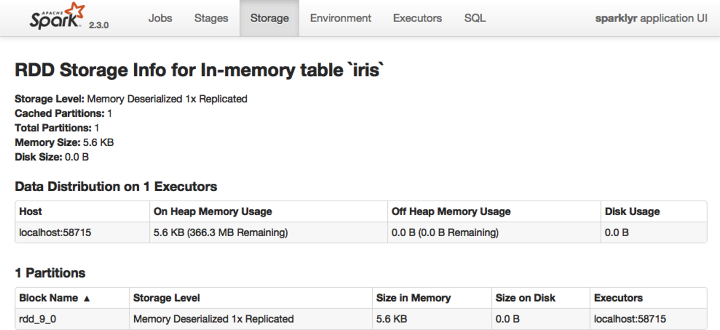 APACHE Spark 2.3.0 Jobs Stages Storage Environment Executors SQL sparklyr application UI
RDD Storage Info for In-memory table `iris`
Storage Level: Memory Deserialized 1x Replicated
Cached Partitions: 1
Total Partitions: 1
Memory Size: 5.6 KB
Disk Size: 0.0 B
Data Distribution on 1 Executors
Host On Heap Memory Usage Off Heap Memory Usage Disk Usage
localhost:58715 5.6 KB (366.3 MB Remaining) 0.0 B (0.0 B Remaining) 0.0 B
1 Partitions
Block Name ▲ Storage Level Size in Memory Size on Disk Executors
rdd_9_0 Memory Deserialized 1x Replicated 5.6 KB 0.0 B localhost:58715